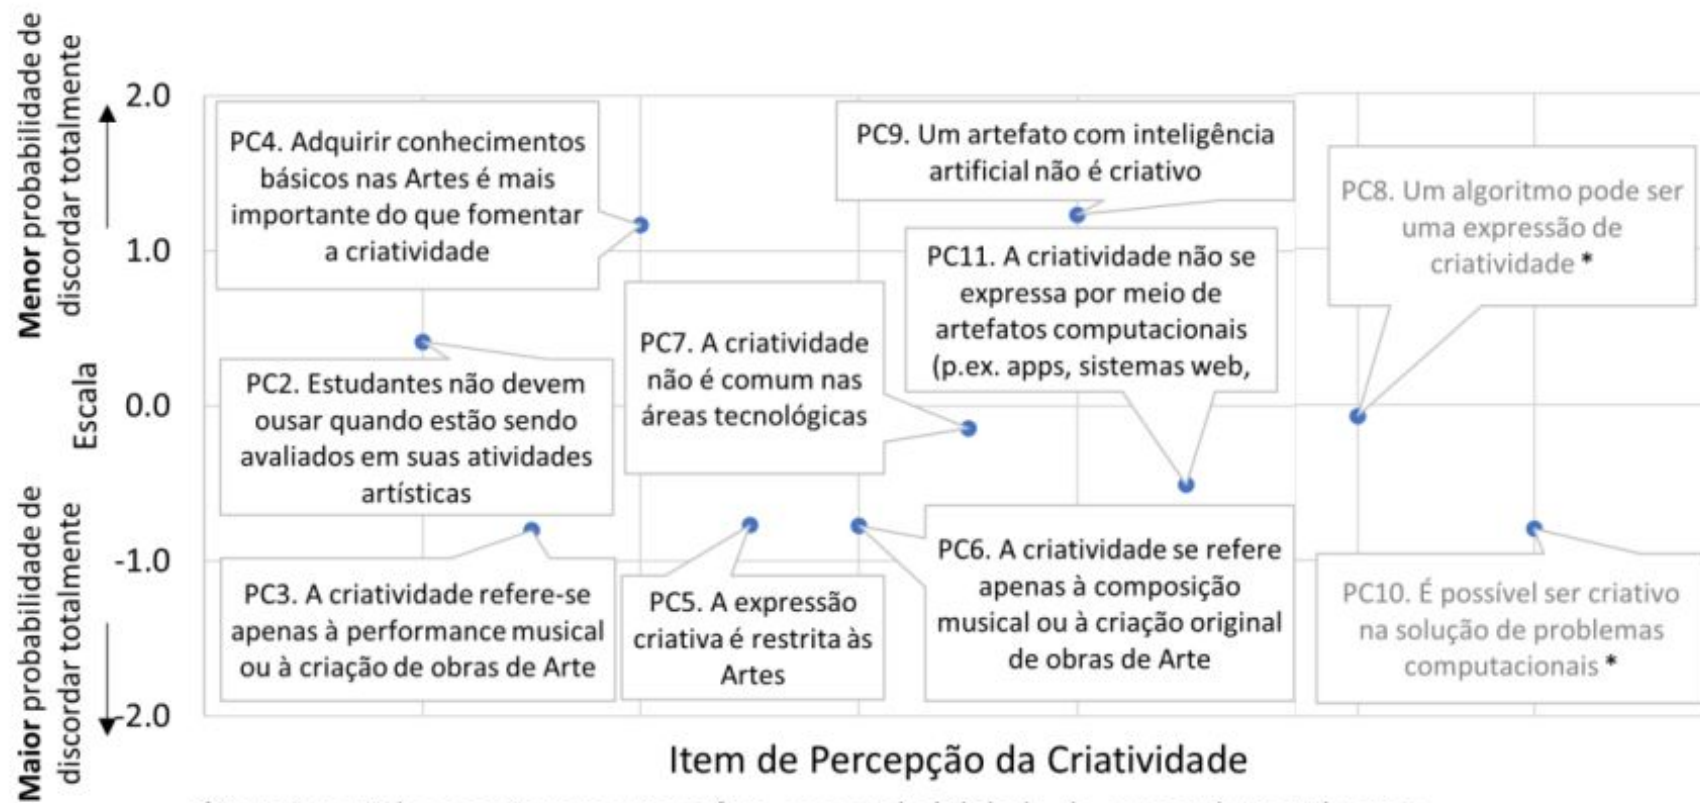 Menor probabilidade de
discordar totalmente
Escala
Maior probabilidade de
discordar totalmente
2.0
1.0
0.0
-1.0
-2.0
PC4. Adquirir conhecimentos
básicos nas Artes é mais
importante do que fomentar
a criatividade
PC9. Um artefato com inteligência
artificial não é criativo
PC8. Um algoritmo pode ser
uma expressão de
criatividade *
PC11. A criatividade não se
expressa por meio de
artefatos computacionais
(p.ex. apps, sistemas web,
PC7. A criatividade
não é comum nas
áreas tecnológicas
PC2. Estudantes não devem
ousar quando estão sendo
avaliados em suas atividades
artísticas
PC3. A criatividade refere-se
apenas à performance musical
ou à criação de obras de Arte
PC5. A expressão
criativa é restrita às
Artes
PC6. A criatividade se refere
apenas à composição
musical ou à criação original
de obras de Arte
PC10. É possível ser criativo
na solução de problemas
computacionais *
Item de Percepção da Criatividade